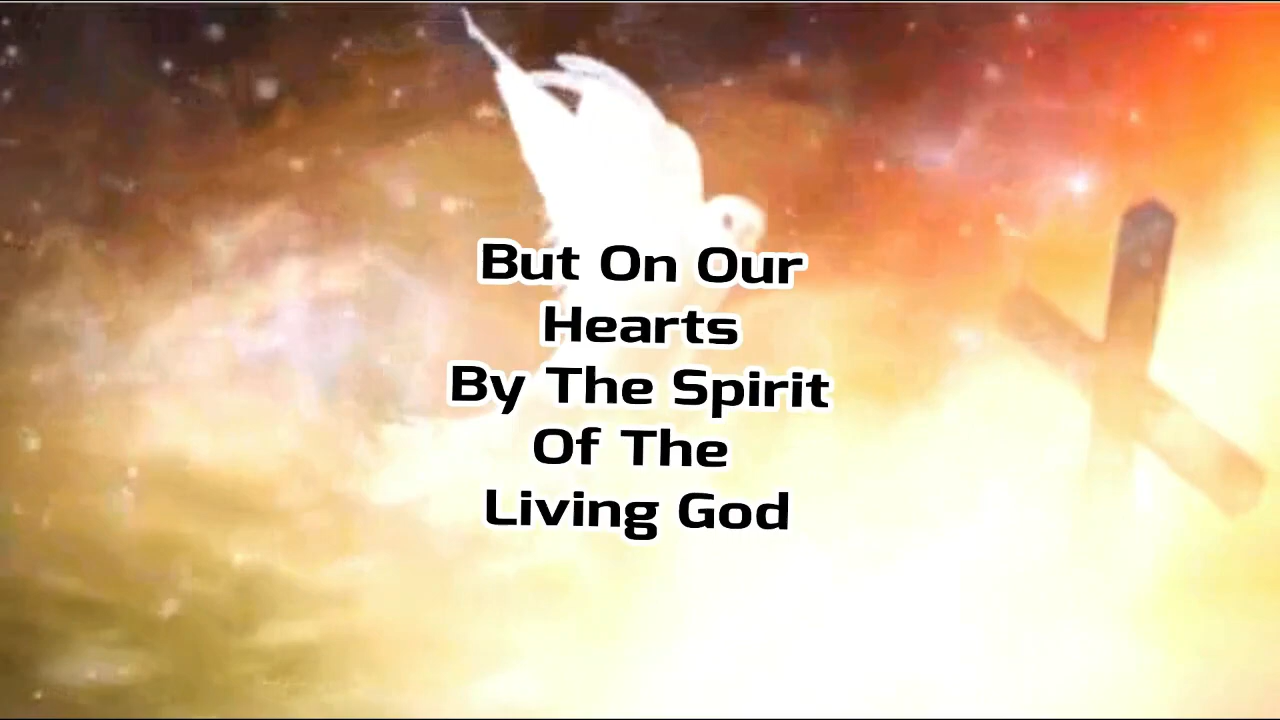 But On Our
Hearts
By The Spirit
Of The
Living God